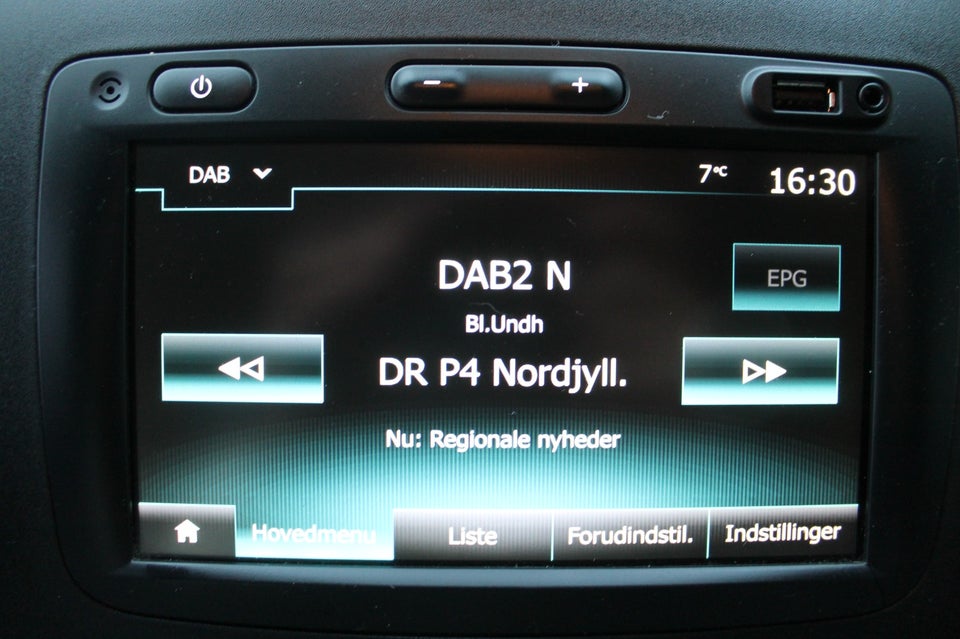 DAB
7°C
16:30
DAB2 N
EPG
Bl.Undh
DR P4 Nordjyll.
Nu: Regionale nyheder
Hovedmenu
Liste
Forudindstil.
Indstillinger